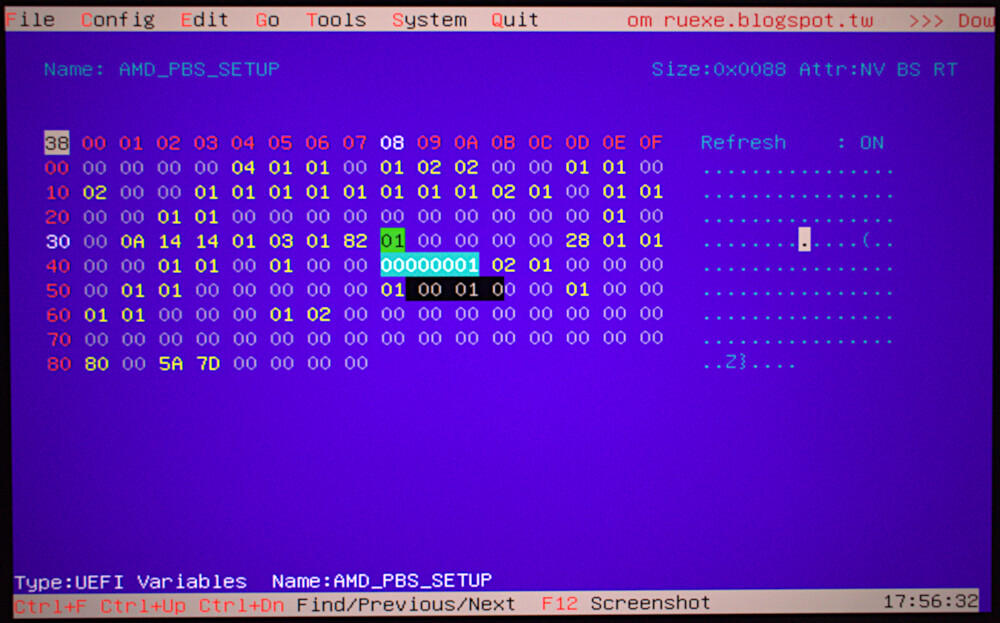 File Config Edit Go Tools System Quit om ruexe.blogspot.tw >>> Dow
Name: AMD_PBS_SETUP Size:0x0088 Attr:NV BS RT
38 00 01 02 03 04 05 06 07 08 09 0A 0B 0C 0D 0E 0F Refresh : ON
00 00 00 00 00 04 01 01 00 01 02 02 00 00 01 01 00 ................
10 02 00 00 01 01 01 01 01 01 01 01 02 01 00 01 01 ................
20 00 00 01 01 00 00 00 00 00 00 00 00 00 00 01 00 ................
30 00 0A 14 14 01 03 01 82 01 00 00 00 00 28 01 01 .............(..
40 00 00 01 01 00 01 00 00 00000001 02 01 00 00 00 ................
50 00 01 01 00 00 00 00 00 01 00 01 0 00 00 01 00 00 ................
60 01 01 00 00 00 01 02 00 00 00 00 00 00 00 00 00 ................
70 00 00 00 00 00 00 00 00 00 00 00 00 00 00 00 00 ................
80 80 00 5A 7D 00 00 00 00 ..Z}....
Type:UEFI Variables Name:AMD_PBS_SETUP
Ctrl+F Ctrl+Up Ctrl+Dn Find/Previous/Next F12 Screenshot 17:56:32